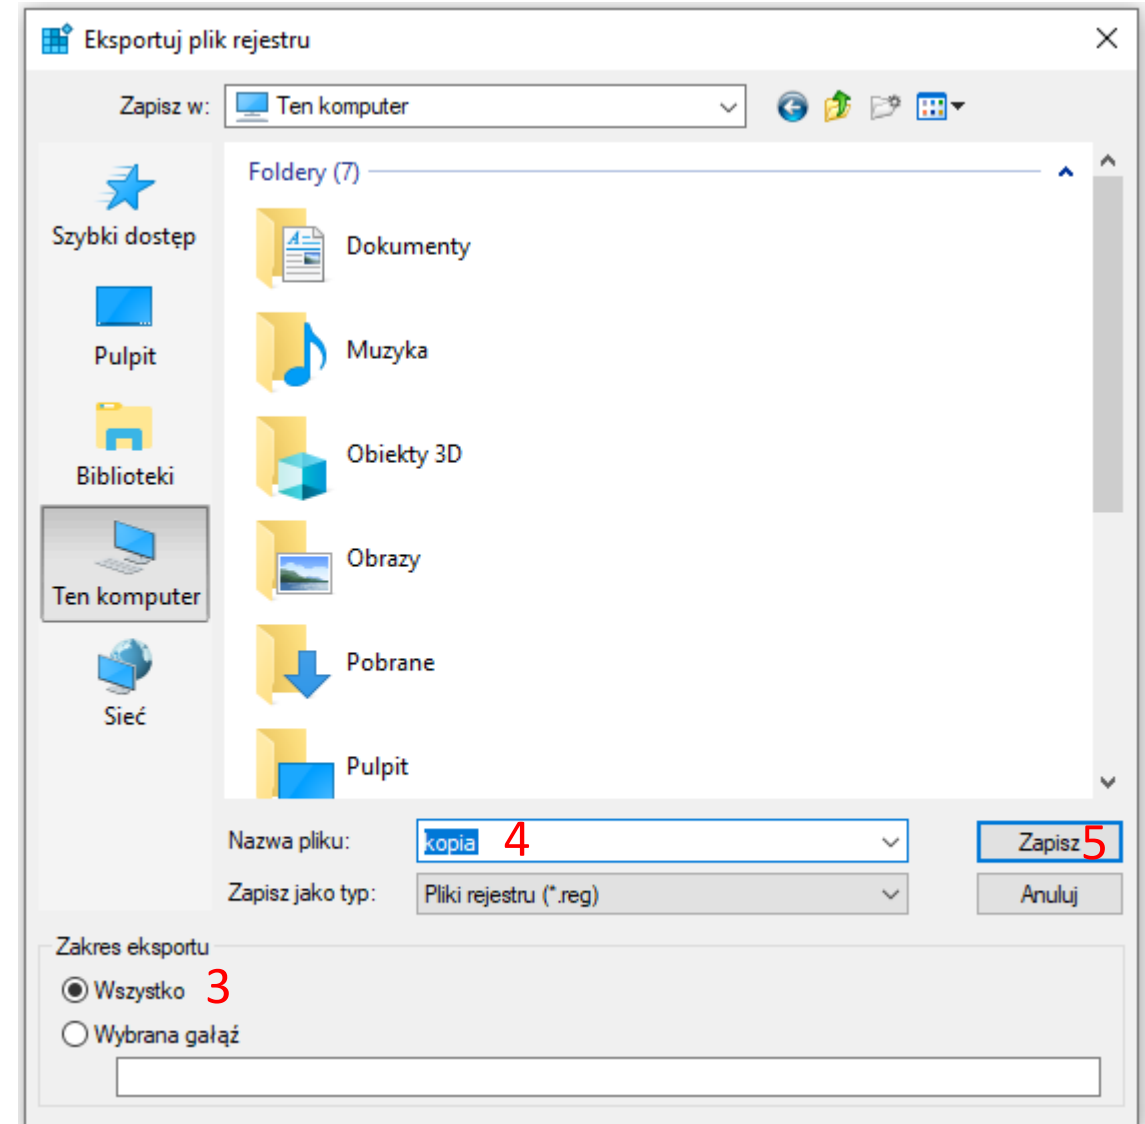 Eksportuj plik rejestru
Zapisz w: Ten komputer
Szybki dostęp
Pulpit
Biblioteki
Ten komputer
Sieć
Foldery (7)
Dokumenty
Muzyka
Obiekty 3D
Obrazy
Pobrane
Pulpit
Nazwa pliku: kopia 4 Zapisz 5
Zapisz jako typ: Pliki rejestru (*.reg) Anuluj
Zakres eksportu
Wszystko 3
Wybrana gałąź